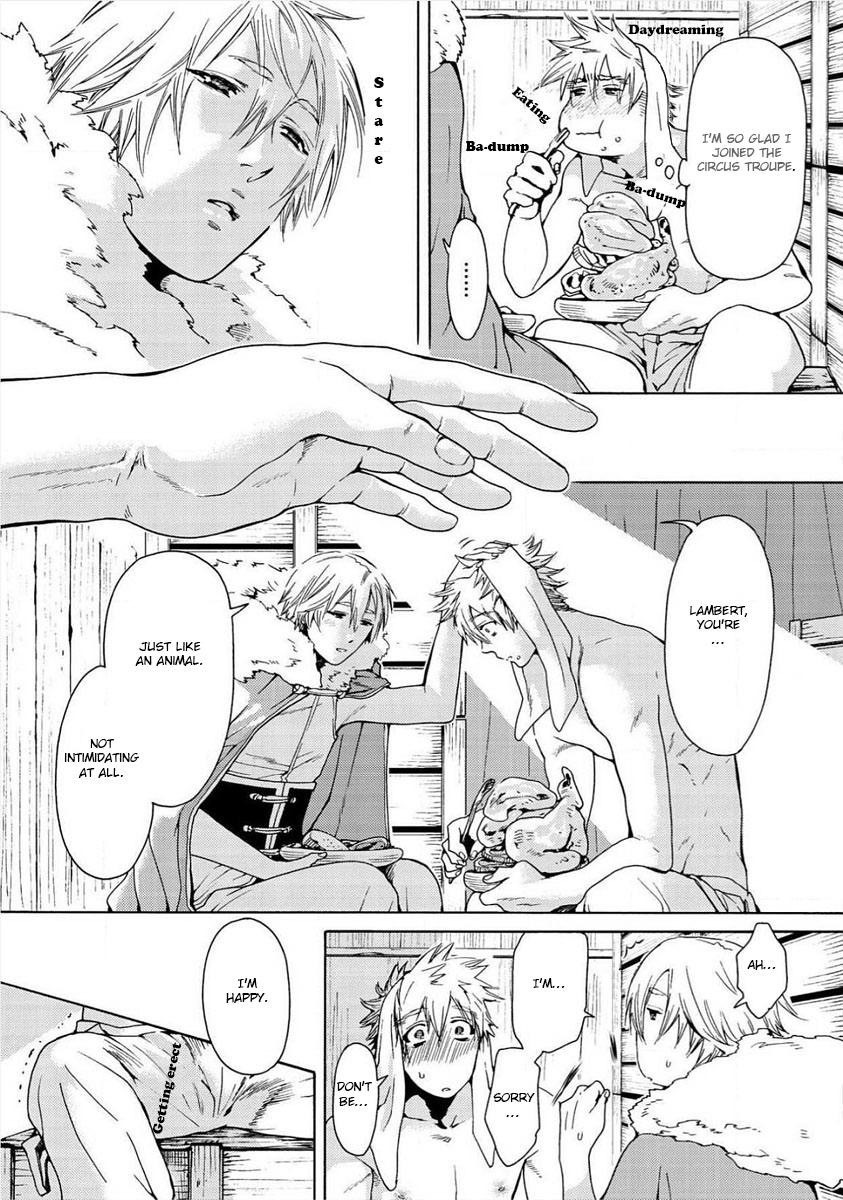 Daydreaming
I'M SO GLAD I
JOINED THE
CIRCUS TROUPE.
Eating
Ba-dump
Ba-dump
........
Stare
LAMBERT,
YOU'RE
...
JUST LIKE
AN ANIMAL.
NOT
INTIMIDATING
AT ALL.
AH...
I'M...
SORRY
...
DON'T
BE...
I'M
HAPPY.
Getting erect